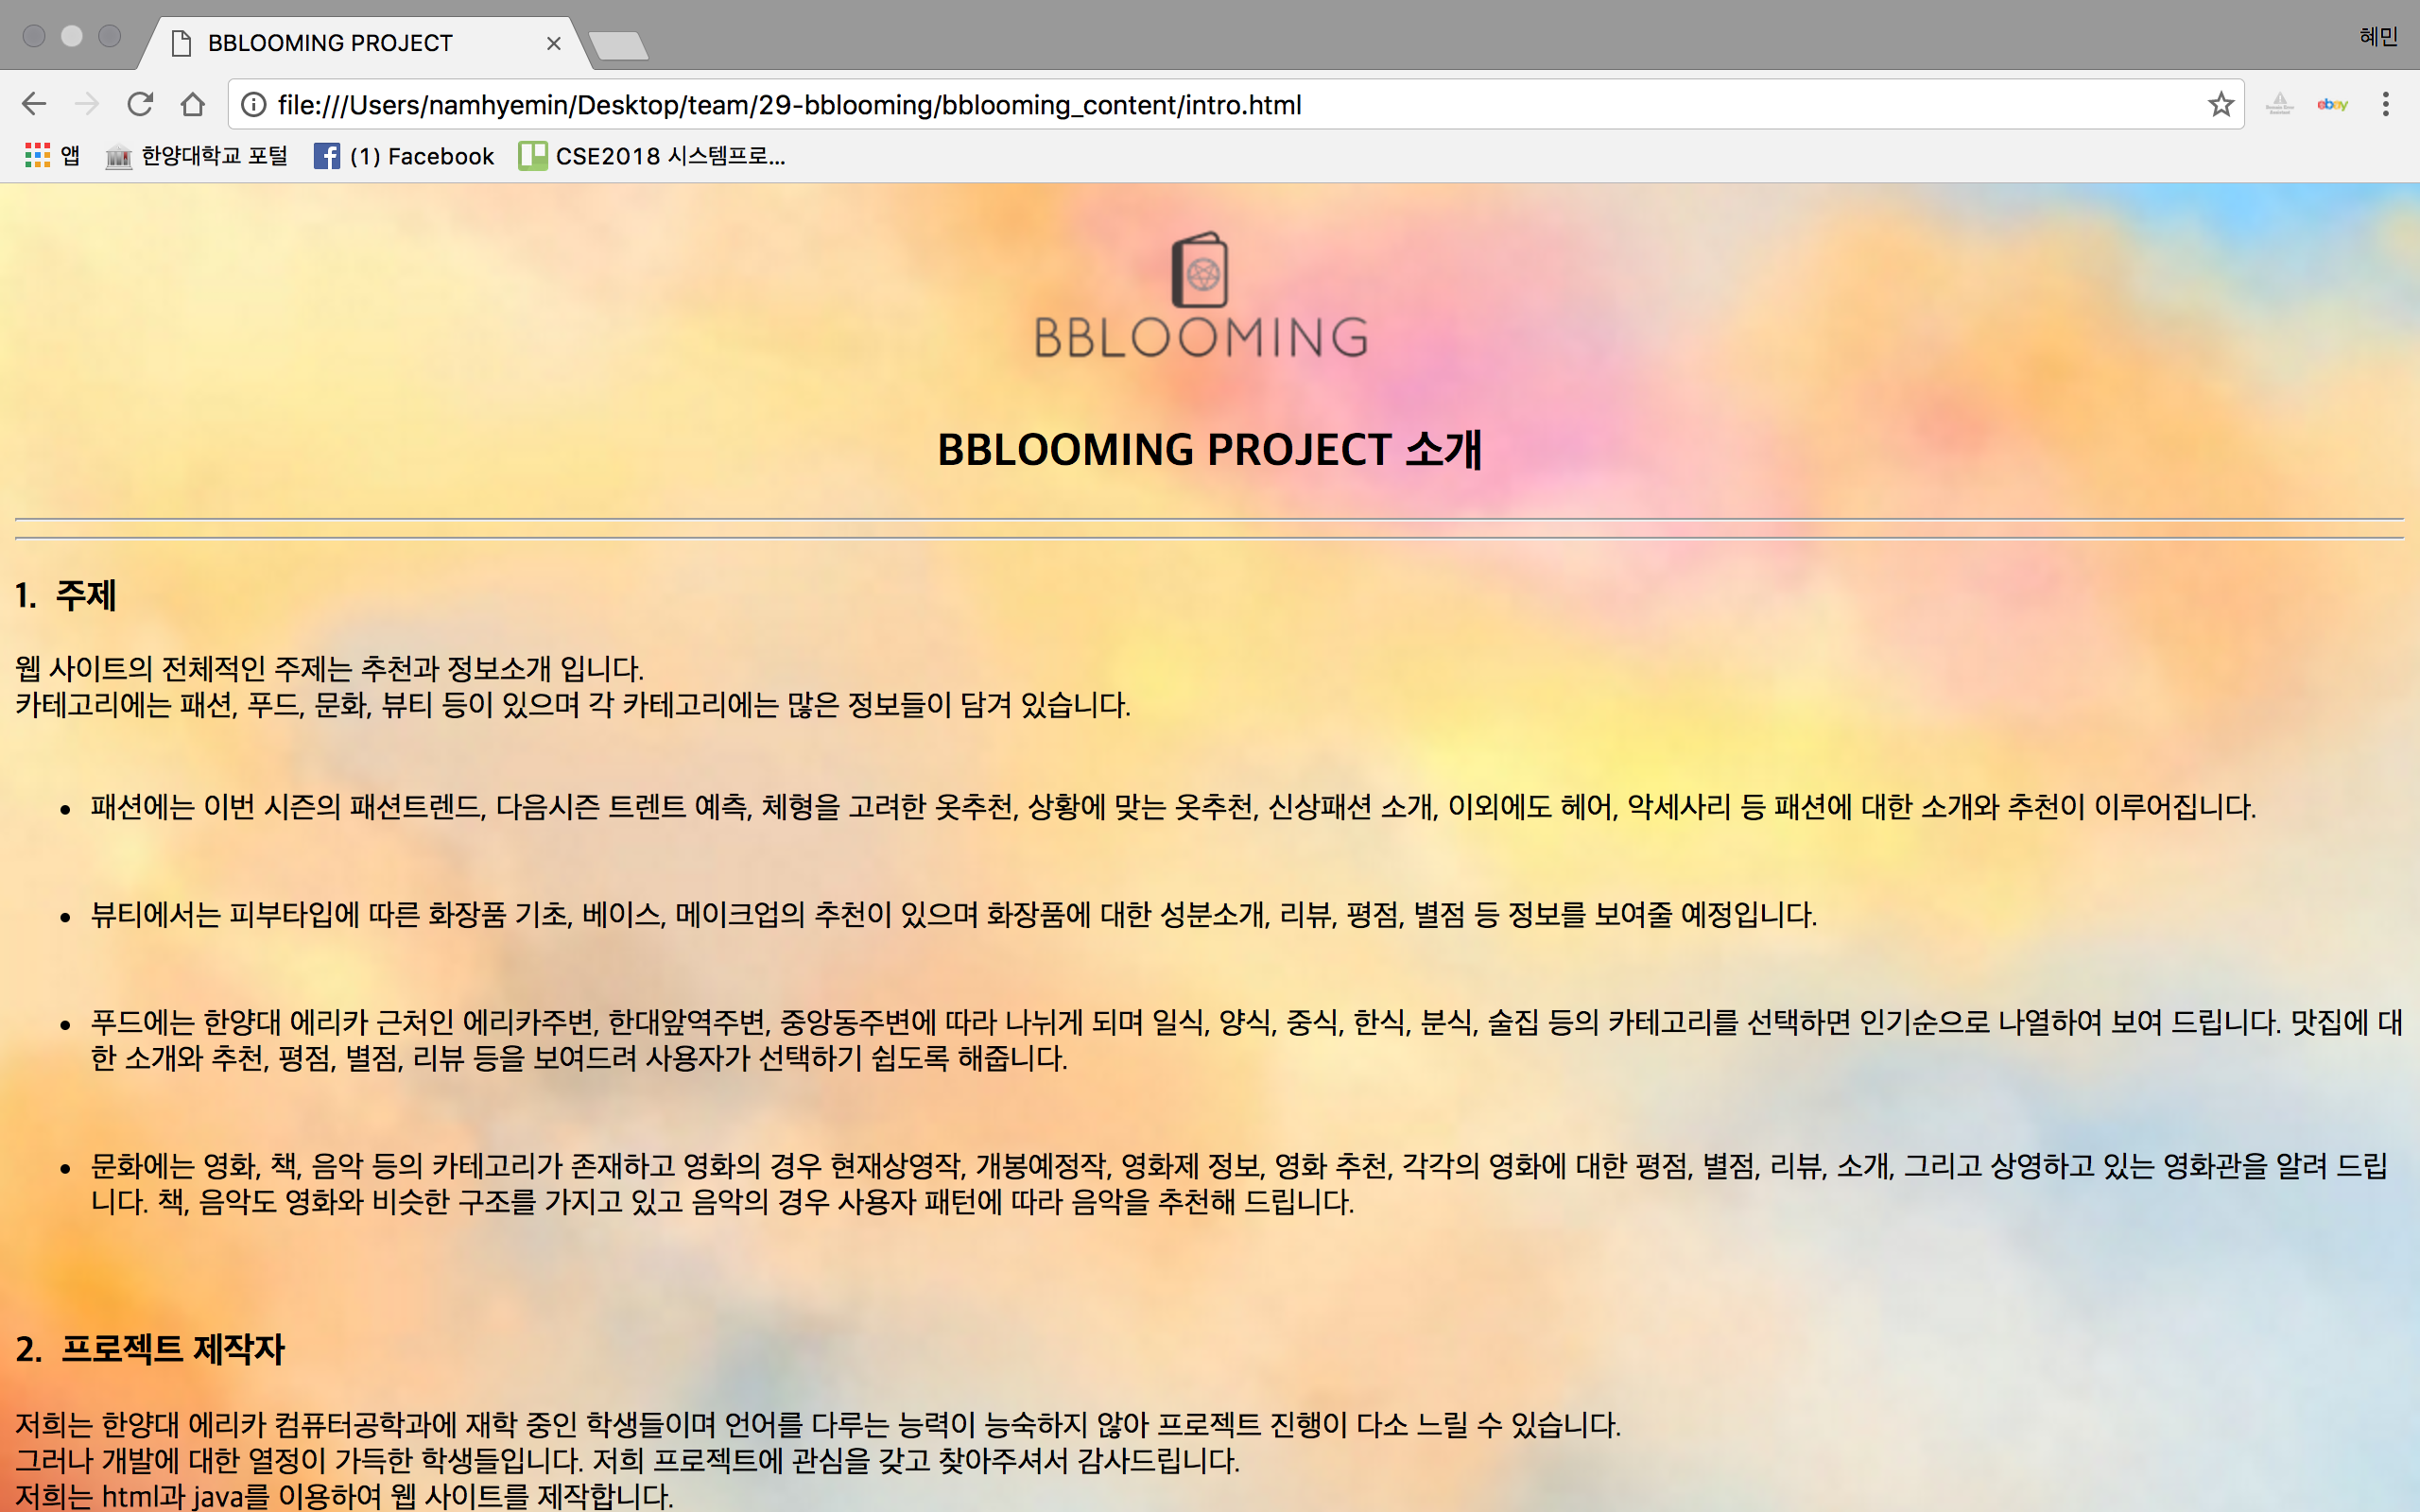 BBLOOMING PROJECT
혜민
file:///Users/namhyemin/Desktop/team/29-bblooming/bblooming_content/intro.html
ebay
앱
한양대학교 포털
(1) Facebook
CSE2018 시스템프로...
BBLOOMING
BBLOOMING PROJECT 소개
1. 주제
웹 사이트의 전체적인 주제는 추천과 정보소개 입니다.
카테고리에는 패션, 푸드, 문화, 뷰티 등이 있으며 각 카테고리에는 많은 정보들이 담겨 있습니다.
• 패션에는 이번 시즌의 패션트렌드, 다음시즌 트렌트 예측, 체형을 고려한 옷추천, 상황에 맞는 옷추천, 신상패션 소개, 이외에도 헤어, 악세사리 등 패션에 대한 소개와 추천이 이루어집니다.
• 뷰티에서는 피부타입에 따른 화장품 기초, 베이스, 메이크업의 추천이 있으며 화장품에 대한 성분소개, 리뷰, 평점, 별점 등 정보를 보여줄 예정입니다.
• 푸드에는 한양대 에리카 근처인 에리카주변, 한대앞역주변, 중앙동주변에 따라 나뉘게 되며 일식, 양식, 중식, 한식, 분식, 술집 등의 카테고리를 선택하면 인기순으로 나열하여 보여 드립니다. 맛집에 대
한 소개와 추천, 평점, 별점, 리뷰 등을 보여드려 사용자가 선택하기 쉽도록 해줍니다.
• 문화에는 영화, 책, 음악 등의 카테고리가 존재하고 영화의 경우 현재상영작, 개봉예정작, 영화제 정보, 영화 추천, 각각의 영화에 대한 평점, 별점, 리뷰, 소개, 그리고 상영하고 있는 영화관을 알려 드립
니다. 책, 음악도 영화와 비슷한 구조를 가지고 있고 음악의 경우 사용자 패턴에 따라 음악을 추천해 드립니다.
2. 프로젝트 제작자
저희는 한양대 에리카 컴퓨터공학과에 재학 중인 학생들이며 언어를 다루는 능력이 능숙하지 않아 프로젝트 진행이 다소 느릴 수 있습니다.
그러나 개발에 대한 열정이 가득한 학생들입니다. 저희 프로젝트에 관심을 갖고 찾아주셔서 감사드립니다.
저희는 html과 java를 이용하여 웹 사이트를 제작합니다.